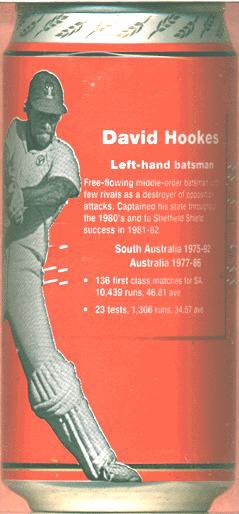 David Hookes
Left-hand batsman
Free-flowing middle-order batsman
few rivals as a destroyer of opposition
attacks. Captained his state throughout
the 1980's and to Sheffield Shield
success in 1981-82.
South Australia 1975-92
Australia 1977-86
• 136 first class matches for SA
10,439 runs, 46.81 ave
• 23 tests, 1,306 runs, 34.57 ave